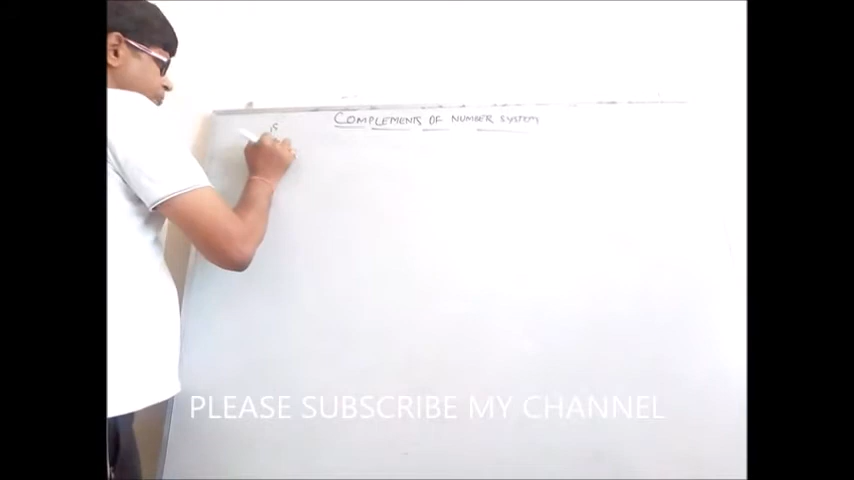 COMPLEMENTS OF NUMBER SYSTEM
PLEASE SUBSCRIBE MY CHANNEL